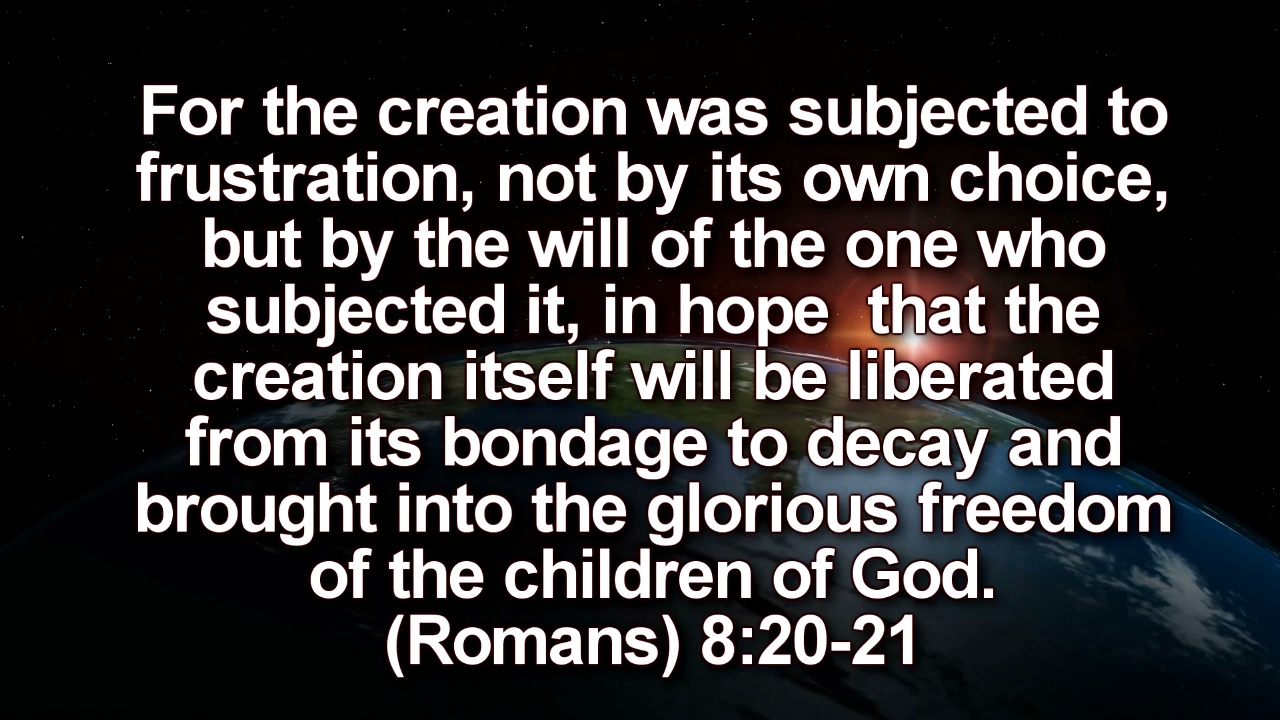 For the creation was subjected to
frustration, not by its own choice,
but by the will of the one who
subjected it, in hope  that the
creation itself will be liberated
from its bondage to decay and
brought into the glorious freedom
of the children of God.
(Romans) 8:20-21